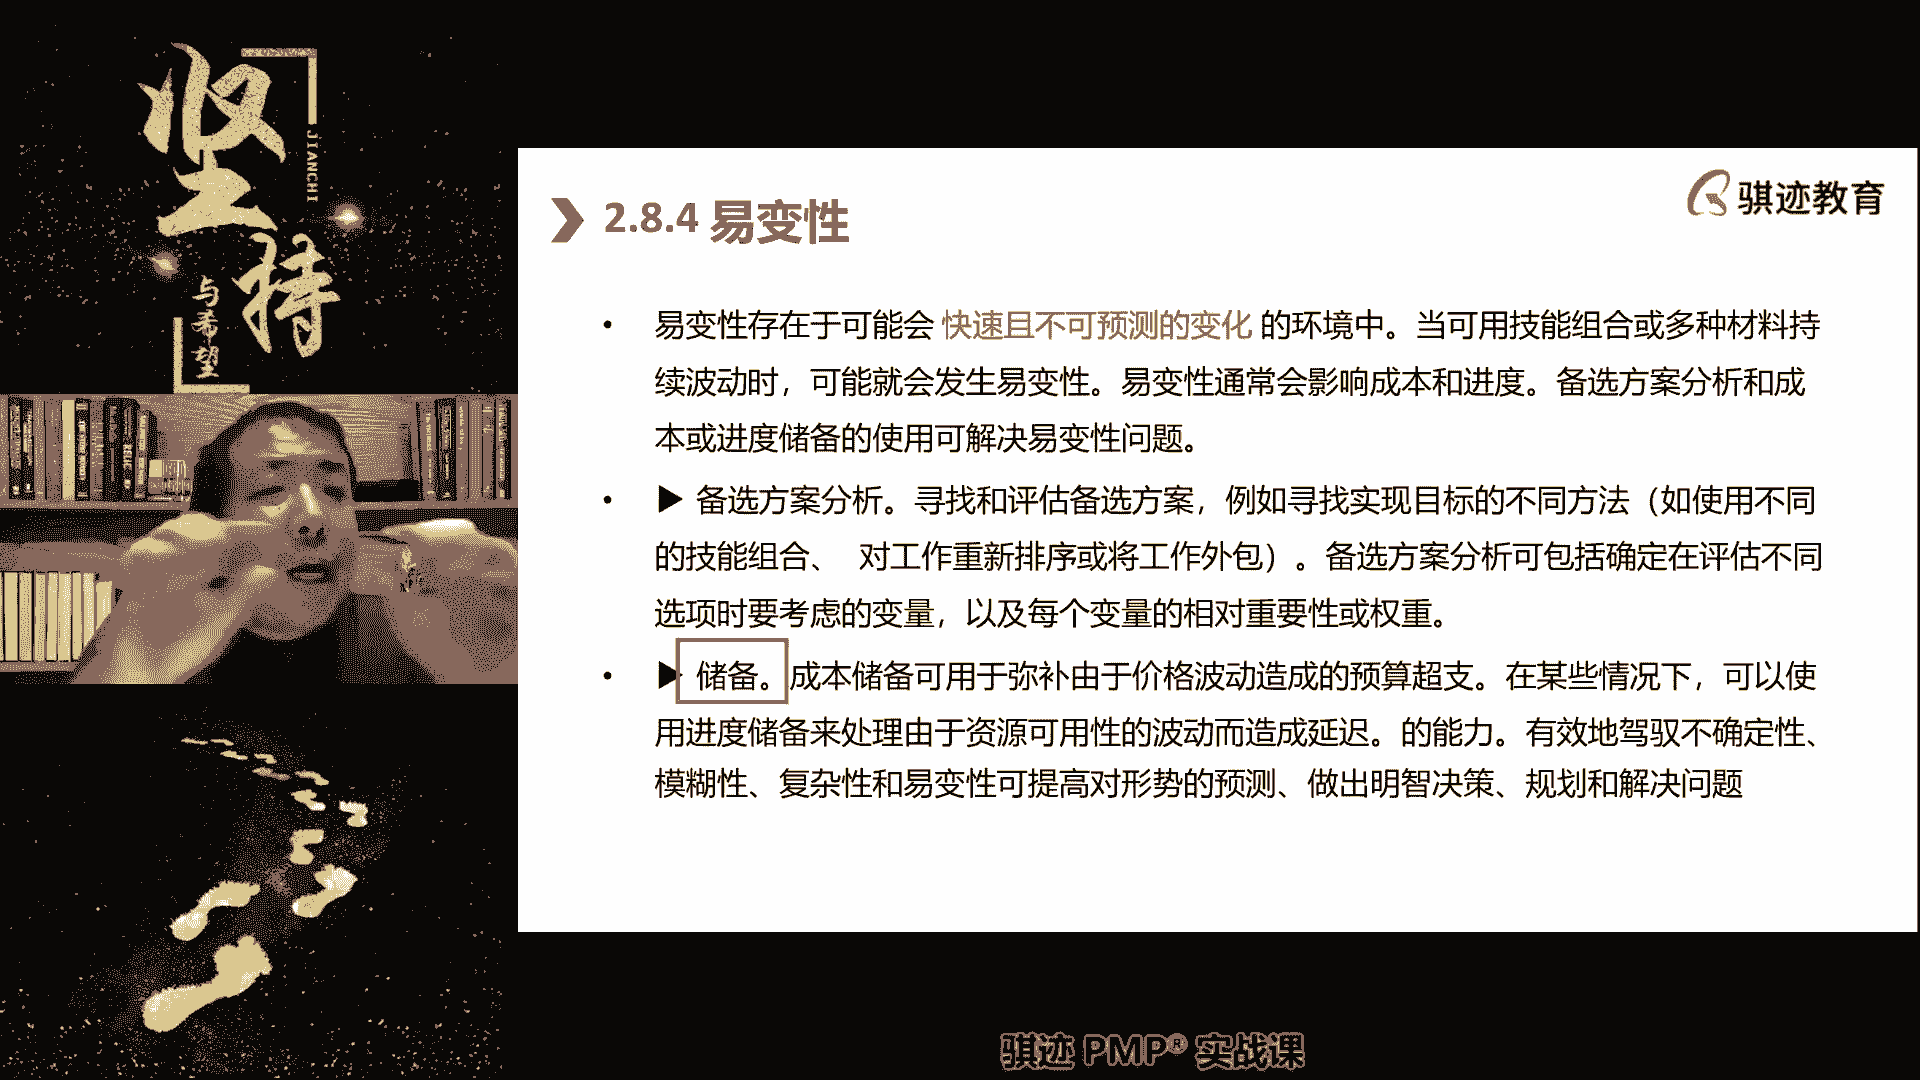 坚持
JIANCHI
与希望
骐迹教育
2.8.4 易变性
• 易变性存在于可能会 快速且不可预测的变化 的环境中。当可用技能组合或多种材料持
续波动时，可能就会发生易变性。易变性通常会影响成本和进度。备选方案分析和成
本或进度储备的使用可解决易变性问题。
• ▶ 备选方案分析。寻找和评估备选方案，例如寻找实现目标的不同方法（如使用不同
的技能组合、 对工作重新排序或将工作外包）。备选方案分析可包括确定在评估不同
选项时要考虑的变量，以及每个变量的相对重要性或权重。
• ▶ 储备。成本储备可用于弥补由于价格波动造成的预算超支。在某些情况下，可以使
用进度储备来处理由于资源可用性的波动而造成延迟。的能力。有效地驾驭不确定性、
模糊性、复杂性和易变性可提高对形势的预测、做出明智决策、规划和解决问题
骐迹 PMP® 实战课